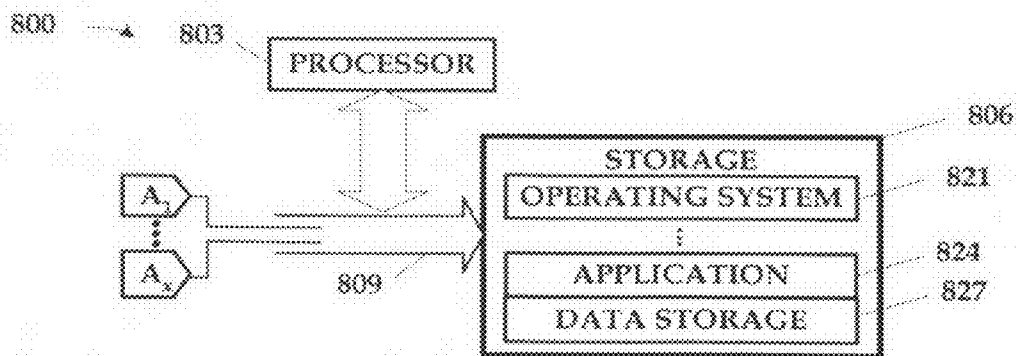 800
803
PROCESSOR
806
STORAGE
OPERATING SYSTEM
821
A₁
Aₓ
809
APPLICATION
824
DATA STORAGE
827